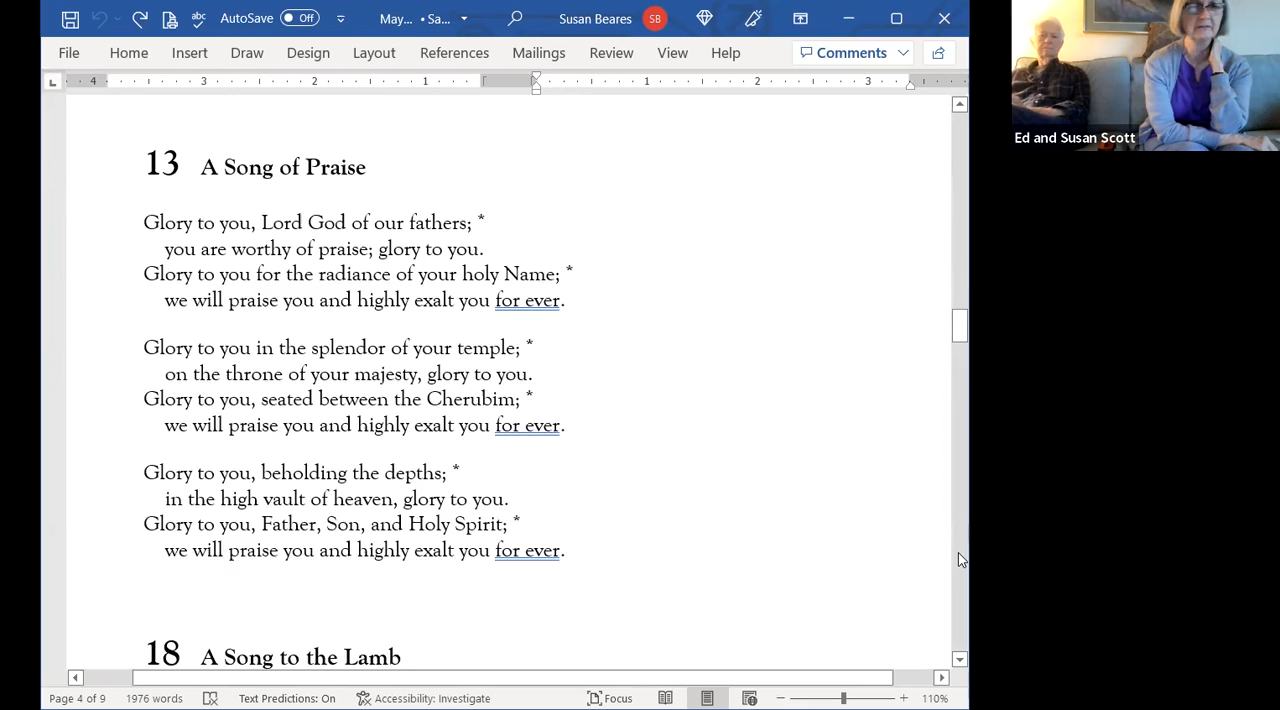 AutoSave Off May... • Sa... Susan Beares SB
File Home Insert Draw Design Layout References Mailings Review View Help Comments
4 3 2 1 1 2 3
13 A Song of Praise
Glory to you, Lord God of our fathers; *
you are worthy of praise; glory to you.
Glory to you for the radiance of your holy Name; *
we will praise you and highly exalt you for ever.
Glory to you in the splendor of your temple; *
on the throne of your majesty, glory to you.
Glory to you, seated between the Cherubim; *
we will praise you and highly exalt you for ever.
Glory to you, beholding the depths; *
in the high vault of heaven, glory to you.
Glory to you, Father, Son, and Holy Spirit; *
we will praise you and highly exalt you for ever.
18 A Song to the Lamb
Page 4 of 9 1976 words Text Predictions: On Accessibility: Investigate Focus 110%
Ed and Susan Scott